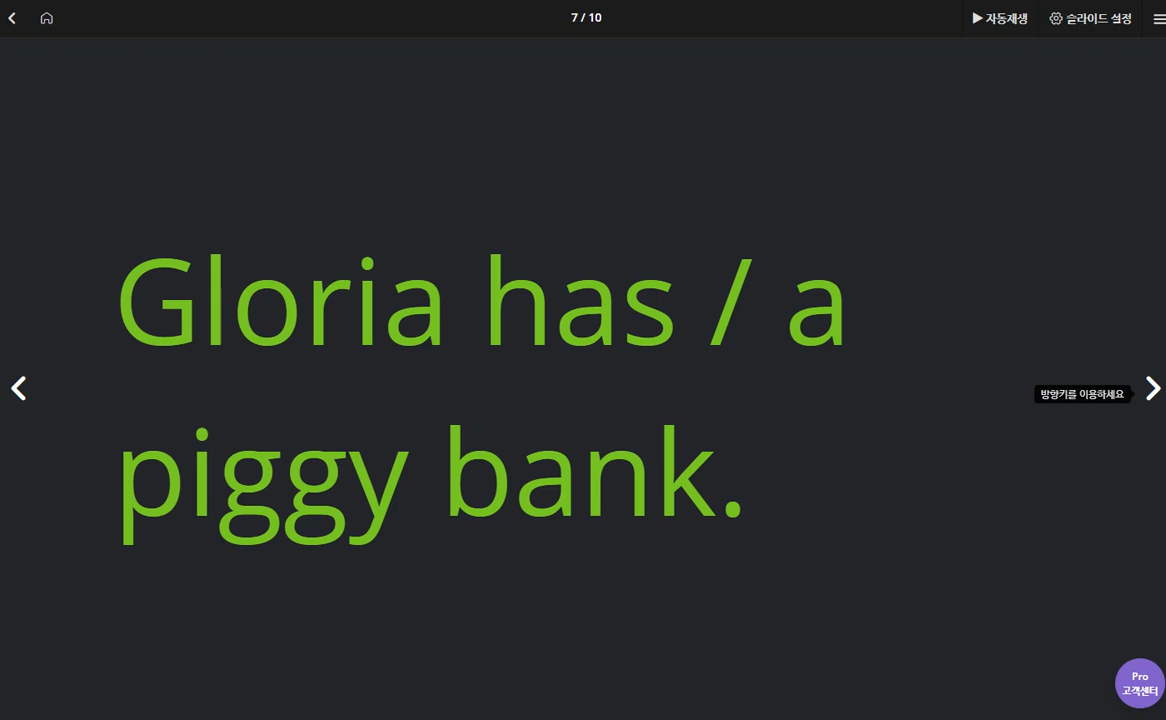 7 / 10
자동재생
슬라이드 설정
Gloria has / a
piggy bank.
방향키를 이용하세요
Pro
고객센터